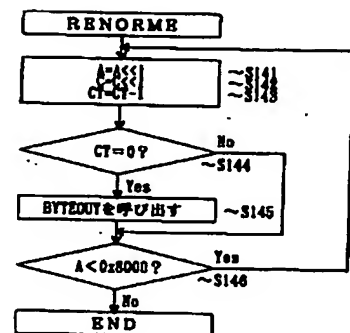 RENORME
A=A<<1 ~S141
C=C<<1 ~S142
CT=CT-1 ~S143
CT=0? No
~S144
Yes
BYTEOUTを呼び出す ~S145
A<0x8000? Yes
~S146
No
END